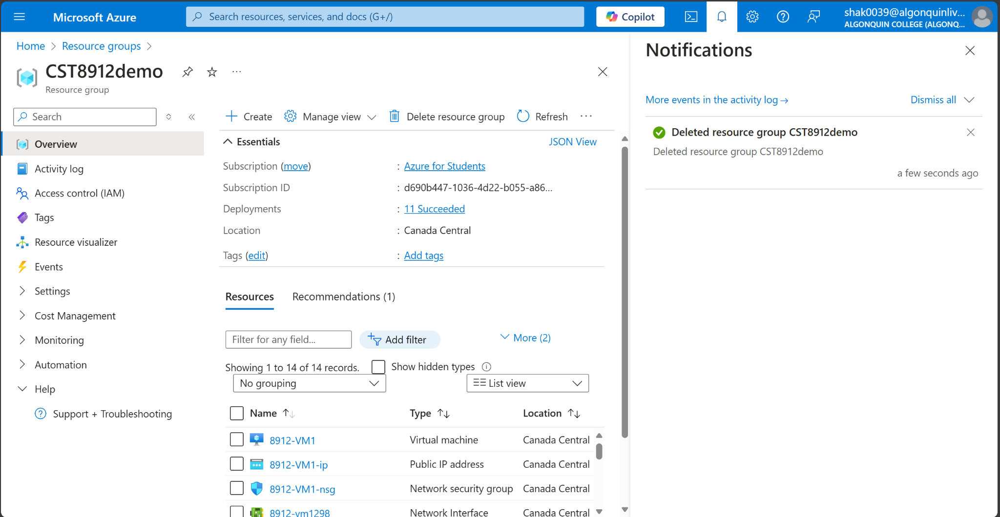 Microsoft Azure
Search resources, services, and docs (G+/)
Copilot
shak0039@algonquinliv...
ALGONQUIN COLLEGE (ALGONQ...
Home > Resource groups >
CST8912demo
Resource group
Search
Overview
Activity log
Access control (IAM)
Tags
Resource visualizer
Events
Settings
Cost Management
Monitoring
Automation
Help
Support + Troubleshooting
Create
Manage view
Delete resource group
Refresh
Essentials
JSON View
Subscription (move) : Azure for Students
Subscription ID : d690b447-1036-4d22-b055-a86...
Deployments : 11 Succeeded
Location : Canada Central
Tags (edit) : Add tags
Resources
Recommendations (1)
Filter for any field...
Add filter
More (2)
Showing 1 to 14 of 14 records.
Show hidden types
No grouping
List view
Name Type Location
8912-VM1 Virtual machine Canada Central
8912-VM1-ip Public IP address Canada Central
8912-VM1-nsg Network security group Canada Central
8912-vm1298 Network Interface Canada Central
Notifications
More events in the activity log →
Dismiss all
Deleted resource group CST8912demo
Deleted resource group CST8912demo
a few seconds ago